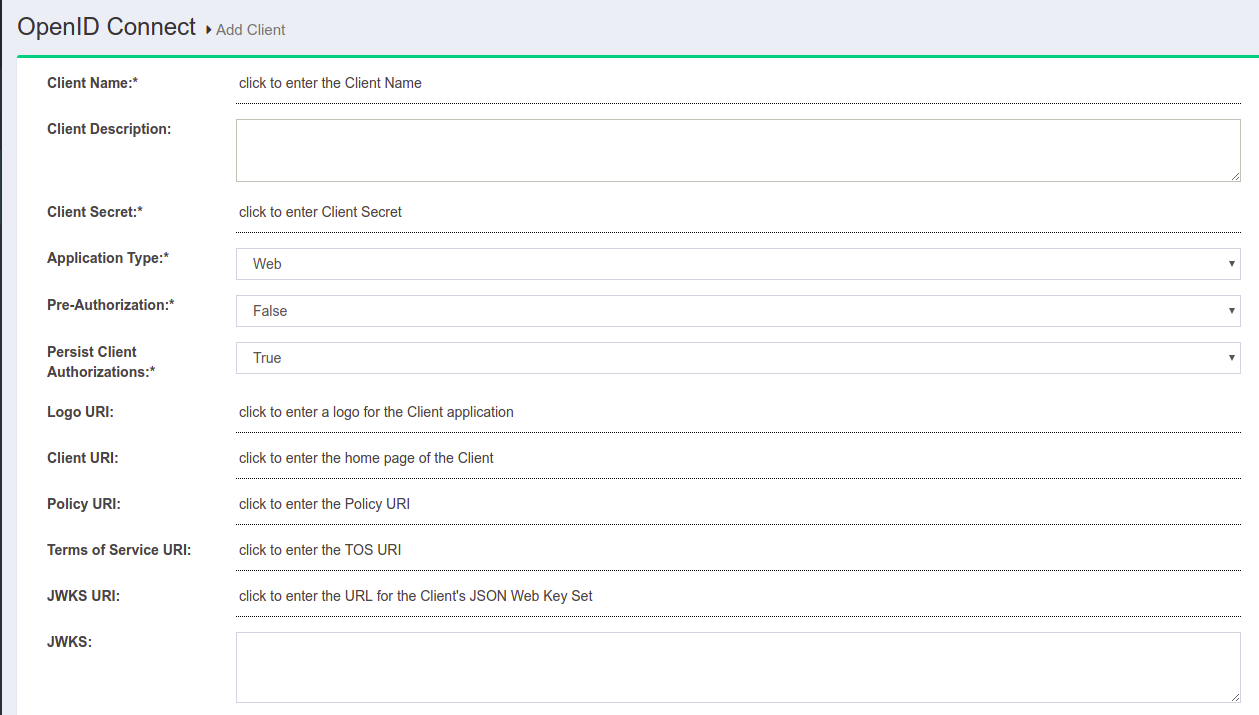 OpenID Connect Add Client
Client Name:* click to enter the Client Name
Client Description:
Client Secret:* click to enter Client Secret
Application Type:* Web
Pre-Authorization:* False
Persist Client
Authorizations:* True
Logo URI: click to enter a logo for the Client application
Client URI: click to enter the home page of the Client
Policy URI: click to enter the Policy URI
Terms of Service URI: click to enter the TOS URI
JWKS URI: click to enter the URL for the Client's JSON Web Key Set
JWKS: